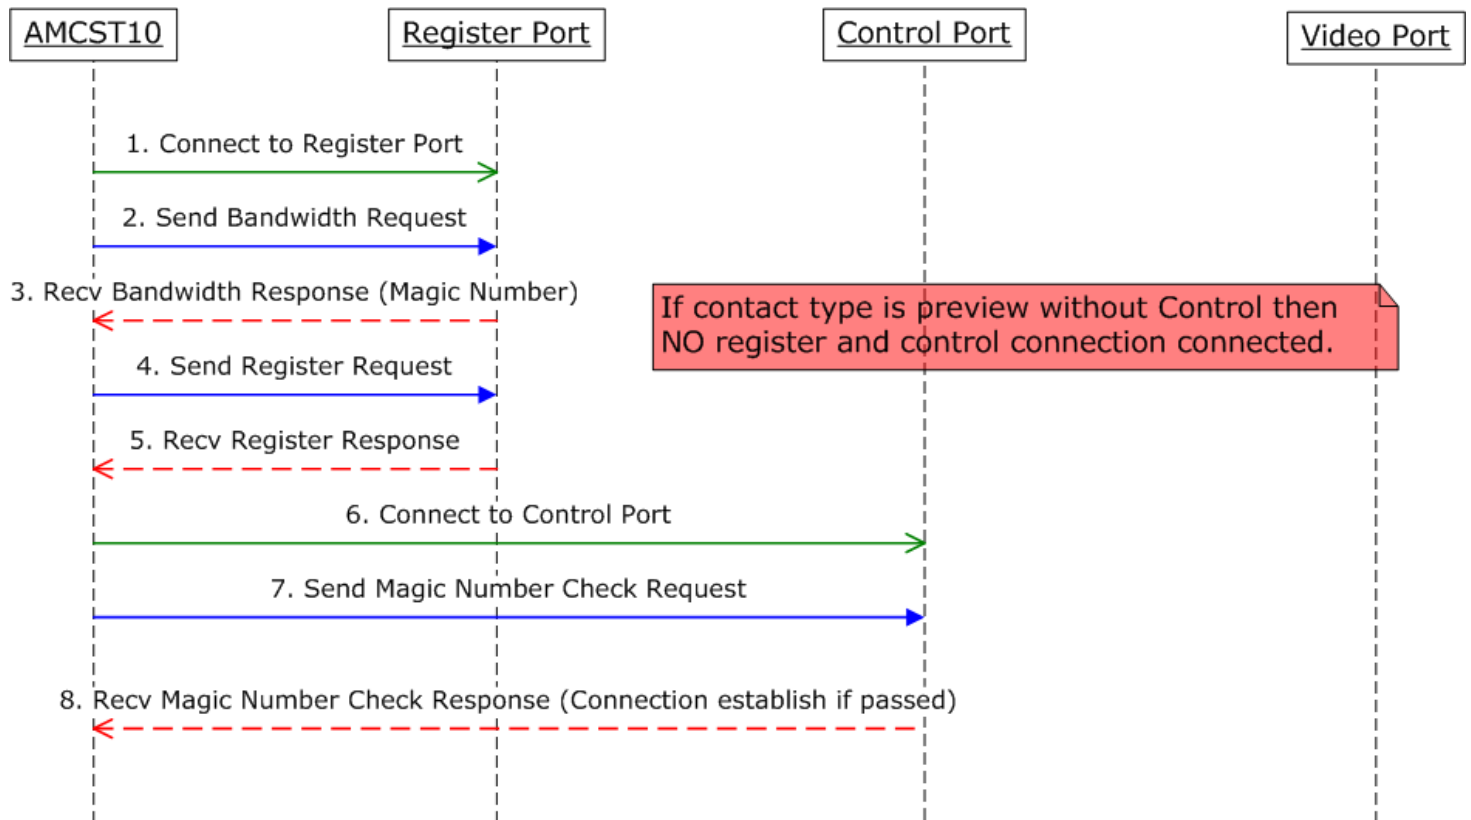 AMCST10
Register Port
Control Port
Video Port
1. Connect to Register Port
2. Send Bandwidth Request
3. Recv Bandwidth Response (Magic Number)
If contact type is preview without Control then
NO register and control connection connected.
4. Send Register Request
5. Recv Register Response
6. Connect to Control Port
7. Send Magic Number Check Request
8. Recv Magic Number Check Response (Connection establish if passed)